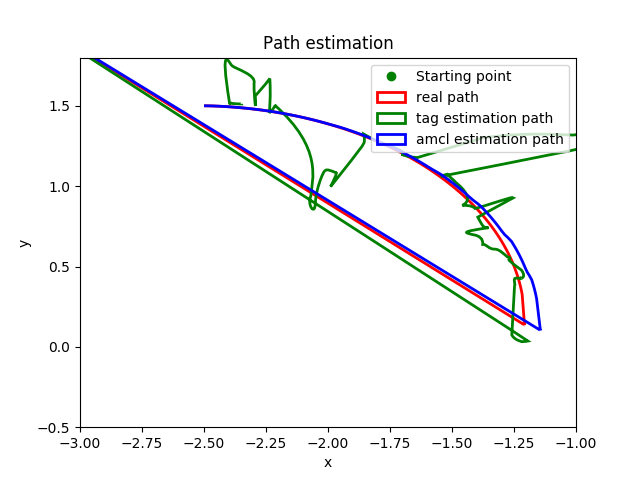 Path estimation
Starting point
real path
tag estimation path
amcl estimation path
1.5
1.0
0.5
0.0
−0.5
y
−3.00 −2.75 −2.50 −2.25 −2.00 −1.75 −1.50 −1.25 −1.00
x